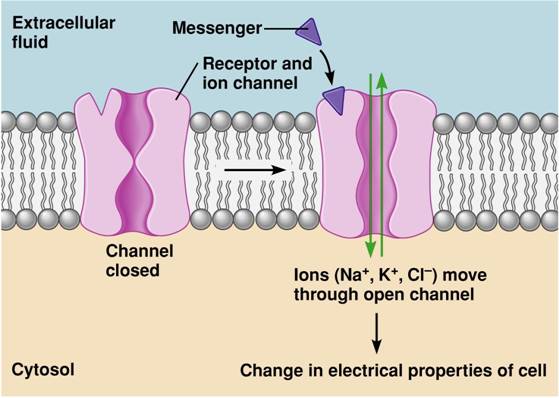 Extracellular
fluid
Messenger
Receptor and
ion channel
Channel
closed
Ions (Na⁺, K⁺, Cl⁻) move
through open channel
Cytosol
Change in electrical properties of cell